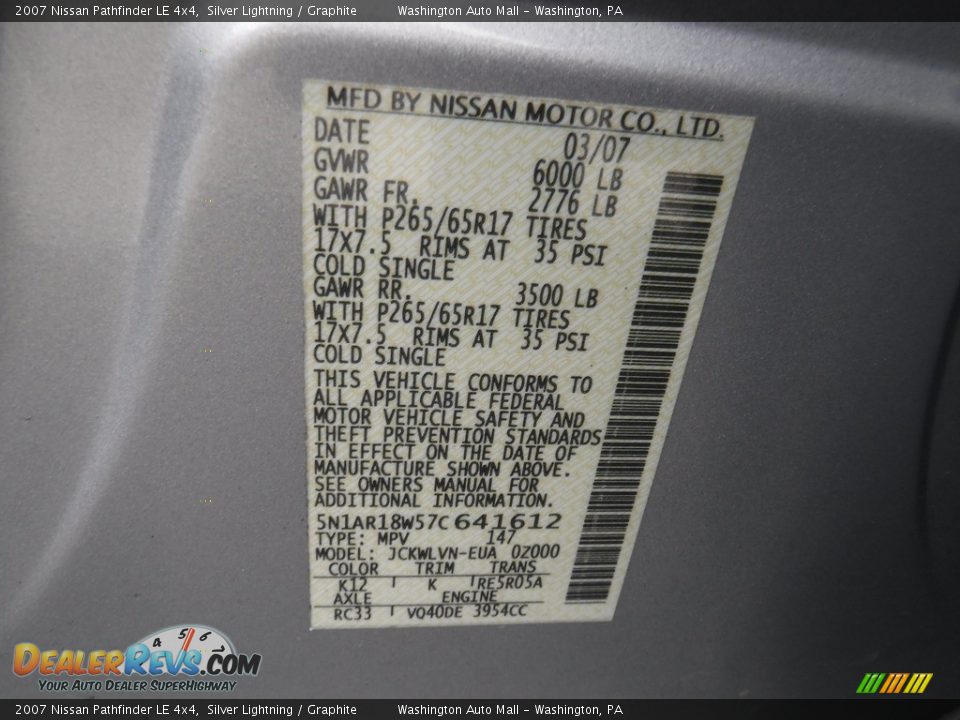 2007 Nissan Pathfinder LE 4x4,  Silver Lightning / Graphite          Washington Auto Mall - Washington, PA
MFD BY NISSAN MOTOR CO., LTD.
DATE 03/07
GVWR 6000 LB
GAWR FR. 2776 LB
WITH P265/65R17 TIRES
17X7.5 RIMS AT 35 PSI
COLD SINGLE
GAWR RR. 3500 LB
WITH P265/65R17 TIRES
17X7.5 RIMS AT 35 PSI
COLD SINGLE
THIS VEHICLE CONFORMS TO
ALL APPLICABLE FEDERAL
MOTOR VEHICLE SAFETY AND
THEFT PREVENTION STANDARDS
IN EFFECT ON THE DATE OF
MANUFACTURE SHOWN ABOVE.
SEE OWNERS MANUAL FOR
ADDITIONAL INFORMATION.
5N1AR18W57C641612
TYPE: MPV 147
MODEL: JCKWLVN-EUA 0Z000
COLOR TRIM TRANS
K12 K RE5R05A
AXLE ENGINE
RC33 VQ40DE 3954CC
4 5 6
DEALERREVS.COM
YOUR AUTO DEALER SUPERHIGHWAY
2007 Nissan Pathfinder LE 4x4,  Silver Lightning / Graphite          Washington Auto Mall - Washington, PA